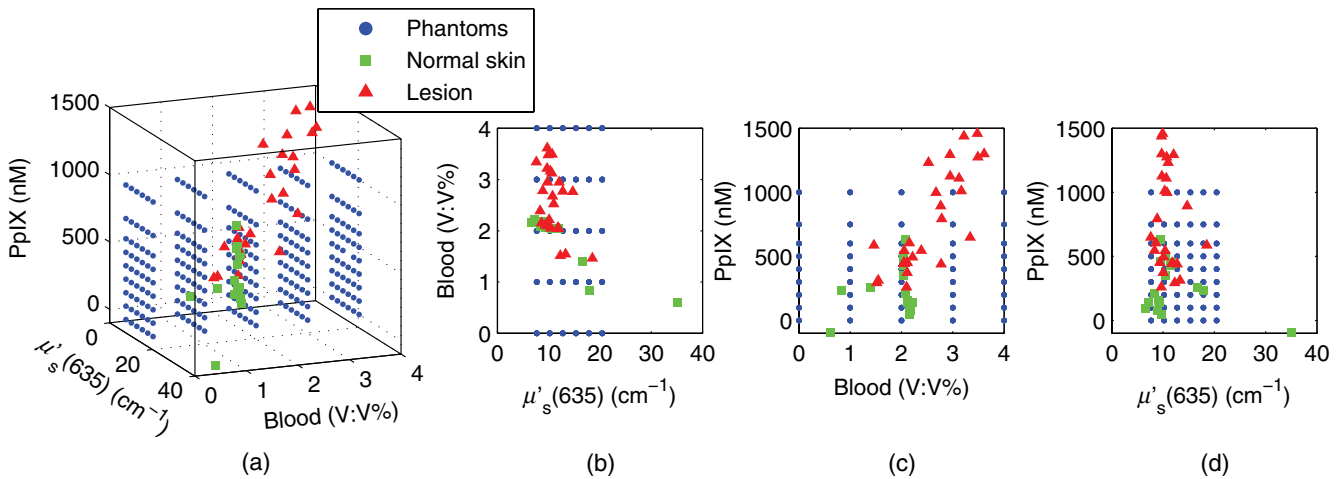 Phantoms
Normal skin
Lesion
1500
1000
500
0
PpIX (nM)
0
20
40
μ's(635) (cm−1)
0
1
2
3
4
Blood (V:V%)
(a)
4
3
2
1
0
Blood (V:V%)
0
10
20
30
40
μ's(635) (cm−1)
(b)
1500
1000
500
0
PpIX (nM)
0
1
2
3
4
Blood (V:V%)
(c)
1500
1000
500
0
PpIX (nM)
0
10
20
30
40
μ's(635) (cm−1)
(d)